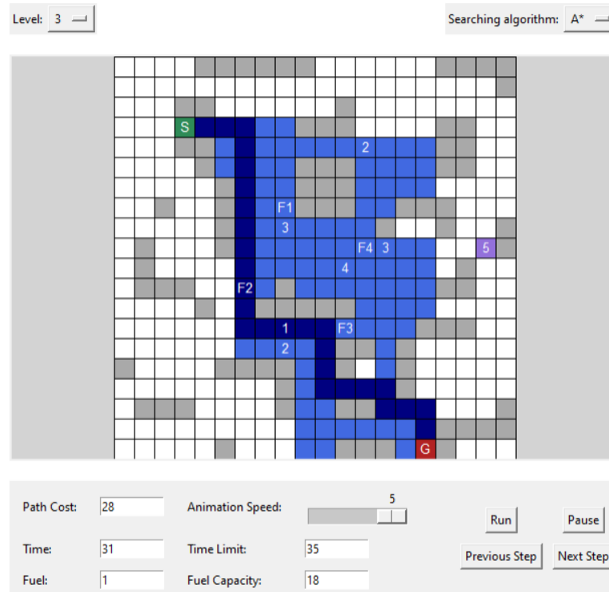 Level: 3 Searching algorithm: A*
S
2
F1
3
F4 3 5
4
F2
1 F3
2
G
5
Path Cost: 28 Animation Speed:
Run Pause
Time: 31 Time Limit: 35
Previous Step Next Step
Fuel: 1 Fuel Capacity: 18